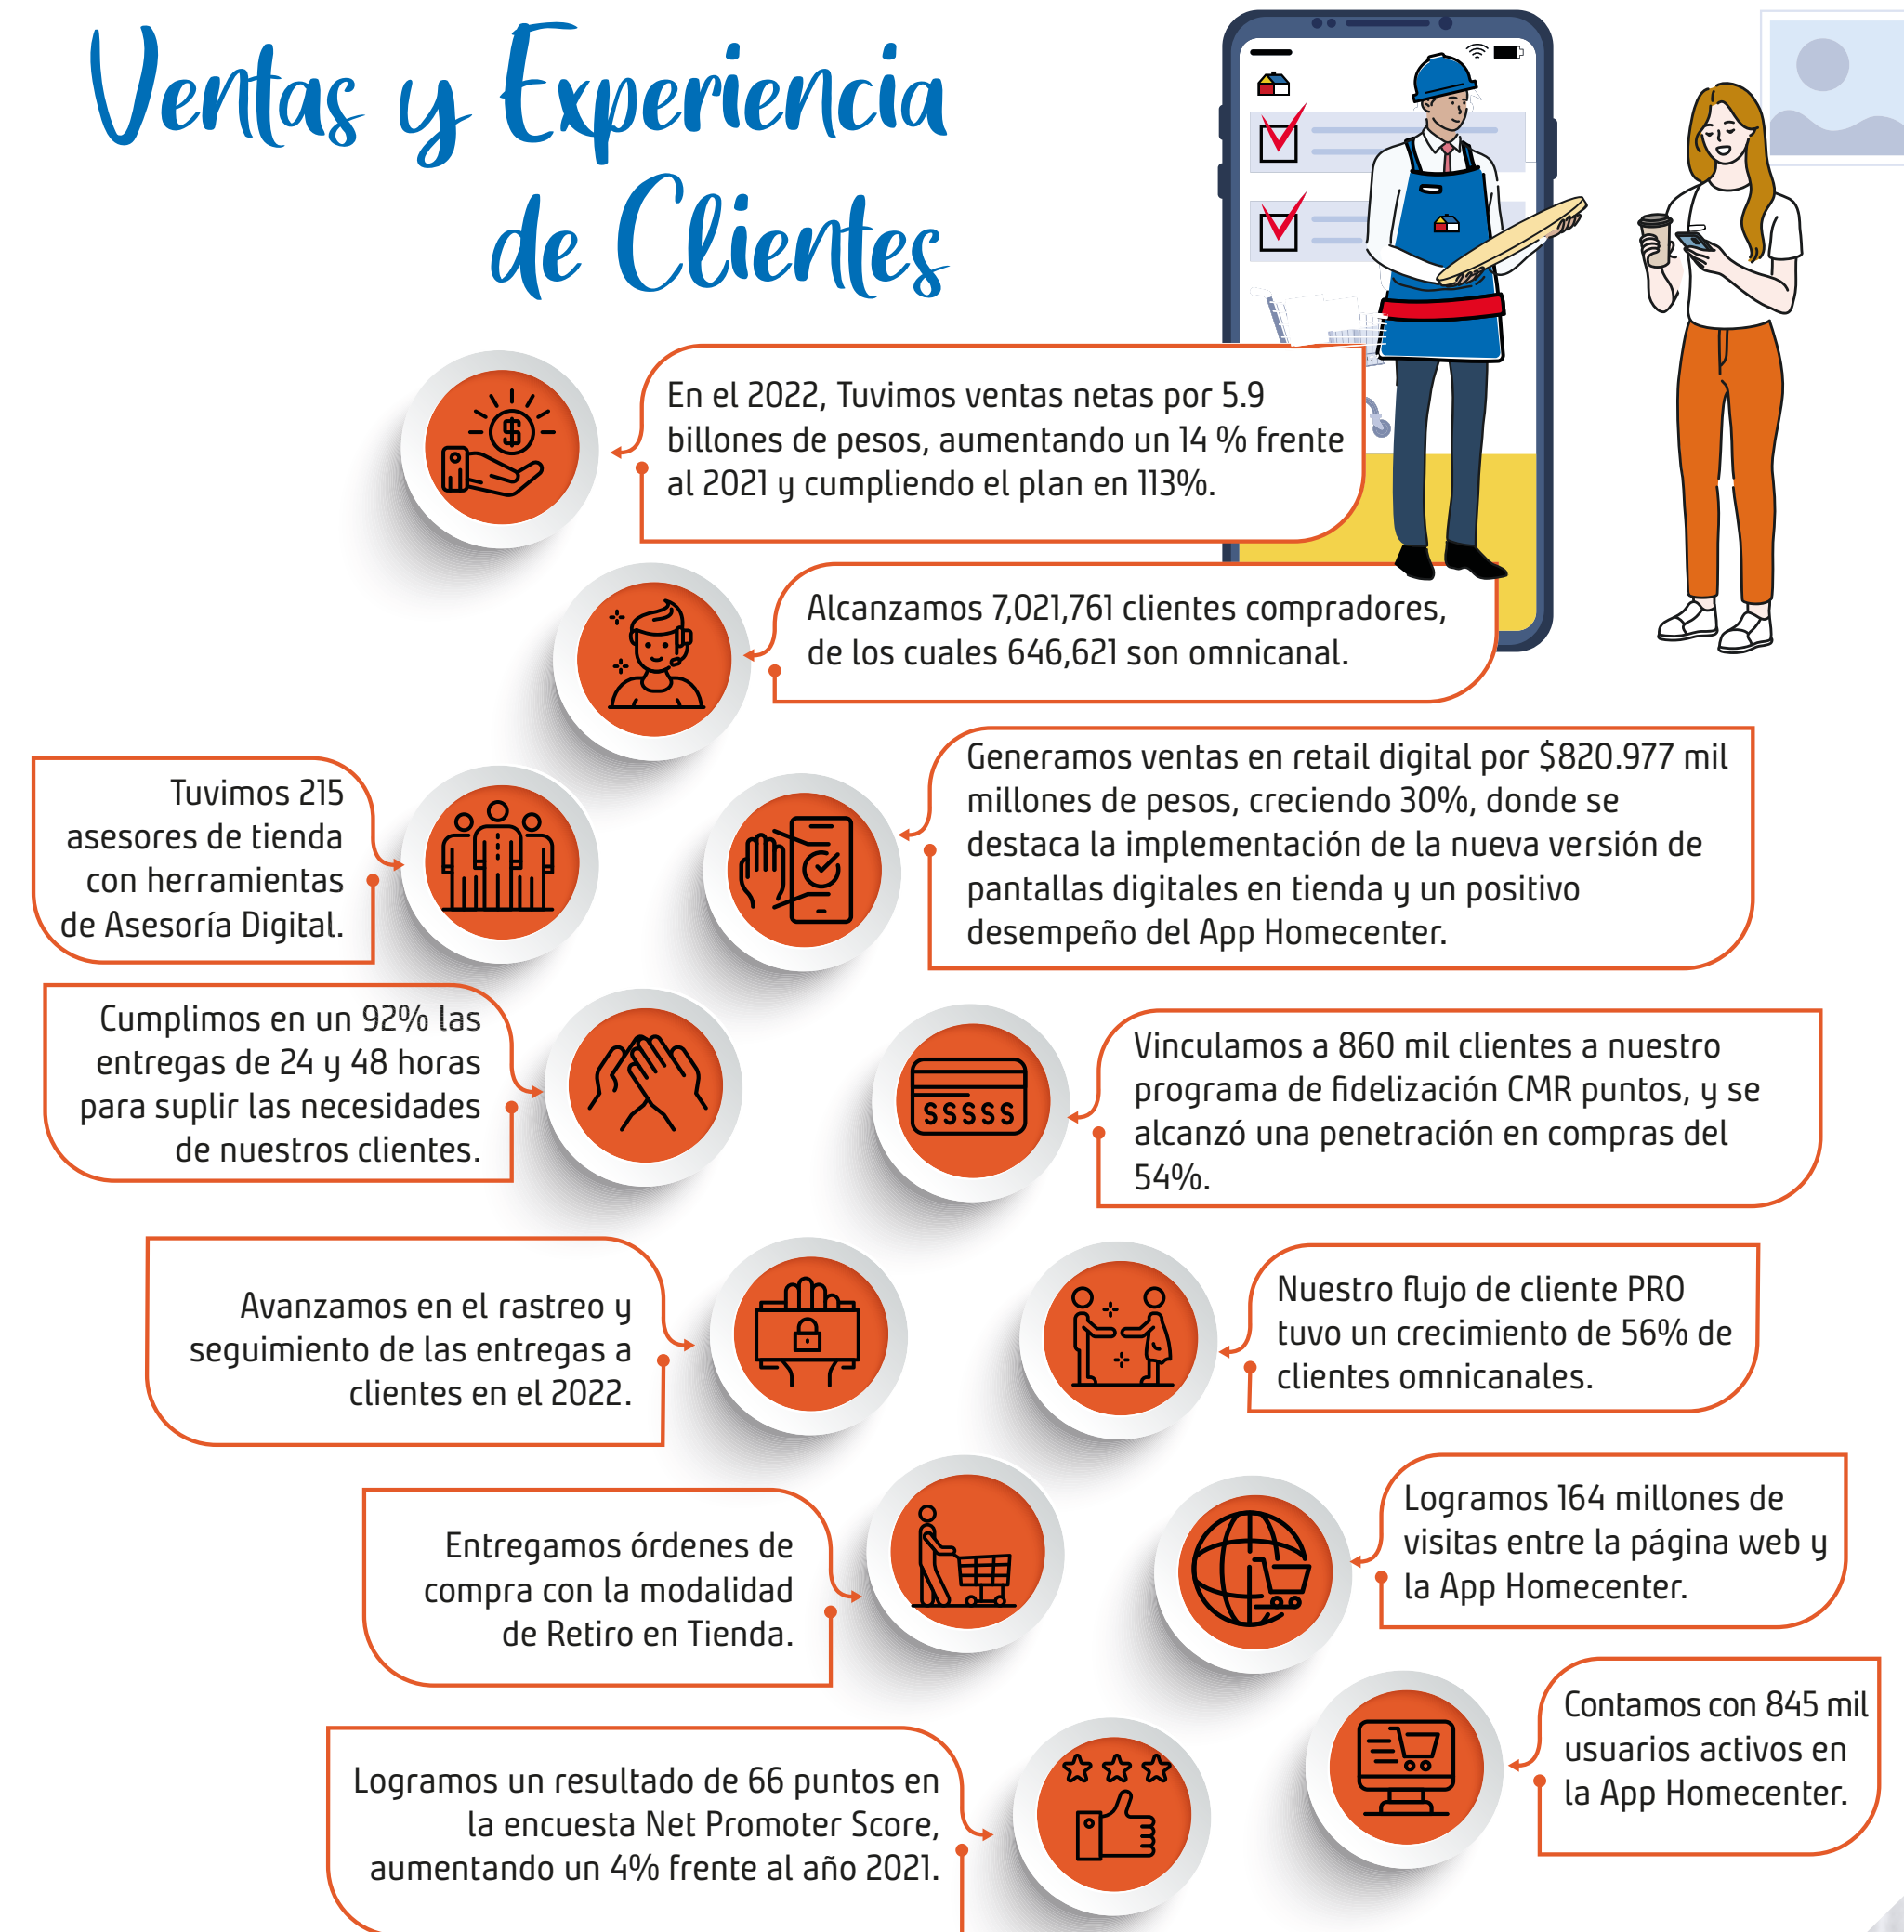 Ventas y Experiencia
de Clientes
En el 2022, Tuvimos ventas netas por 5.9
billones de pesos, aumentando un 14 % frente
al 2021 y cumpliendo el plan en 113%.
Alcanzamos 7,021,761 clientes compradores,
de los cuales 646,621 son omnicanal.
Tuvimos 215
asesores de tienda
con herramientas
de Asesoría Digital.
Generamos ventas en retail digital por $820.977 mil
millones de pesos, creciendo 30%, donde se
destaca la implementación de la nueva versión de
pantallas digitales en tienda y un positivo
desempeño del App Homecenter.
Cumplimos en un 92% las
entregas de 24 y 48 horas
para suplir las necesidades
de nuestros clientes.
Vinculamos a 860 mil clientes a nuestro
programa de fidelización CMR puntos, y se
alcanzó una penetración en compras del
54%.
Avanzamos en el rastreo y
seguimiento de las entregas a
clientes en el 2022.
Nuestro flujo de cliente PRO
tuvo un crecimiento de 56% de
clientes omnicanales.
Entregamos órdenes de
compra con la modalidad
de Retiro en Tienda.
Logramos 164 millones de
visitas entre la página web y
la App Homecenter.
Logramos un resultado de 66 puntos en
la encuesta Net Promoter Score,
aumentando un 4% frente al año 2021.
Contamos con 845 mil
usuarios activos en
la App Homecenter.